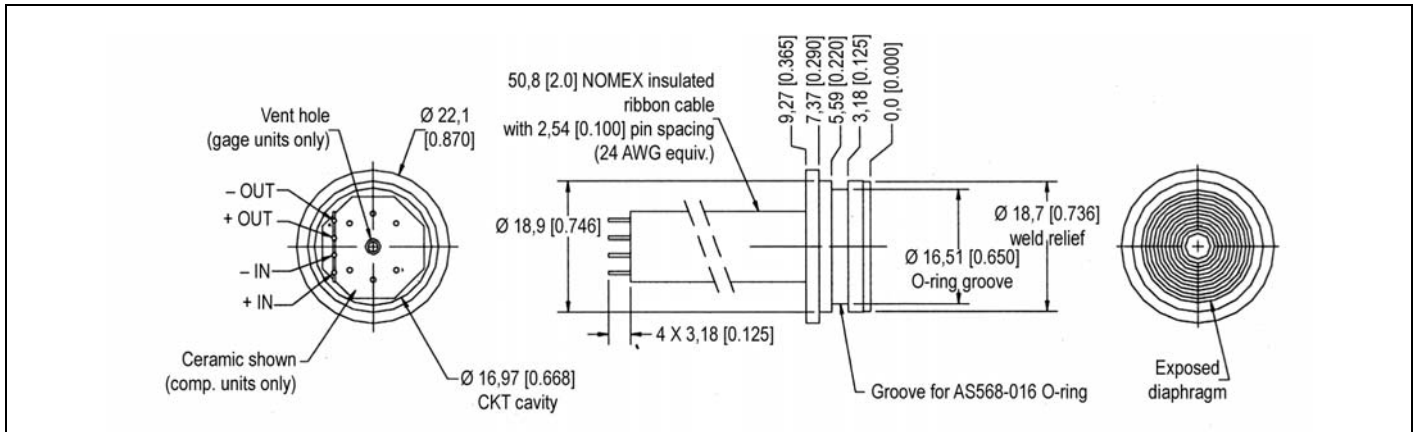 Vent hole
(gage units only)
Ø 22,1
[0.870]
– OUT
+ OUT
– IN
+ IN
Ceramic shown
(comp. units only)
Ø 16,97 [0.668]
CKT cavity
50,8 [2.0] NOMEX insulated
ribbon cable
with 2,54 [0.100] pin spacing
(24 AWG equiv.)
9,27 [0.365]
7,37 [0.290]
5,59 [0.220]
3,18 [0.125]
0,0 [0.000]
Ø 18,9 [0.746]
4 X 3,18 [0.125]
Ø 18,7 [0.736]
weld relief
Ø 16,51 [0.650]
O-ring groove
Groove for AS568-016 O-ring
Exposed
diaphragm